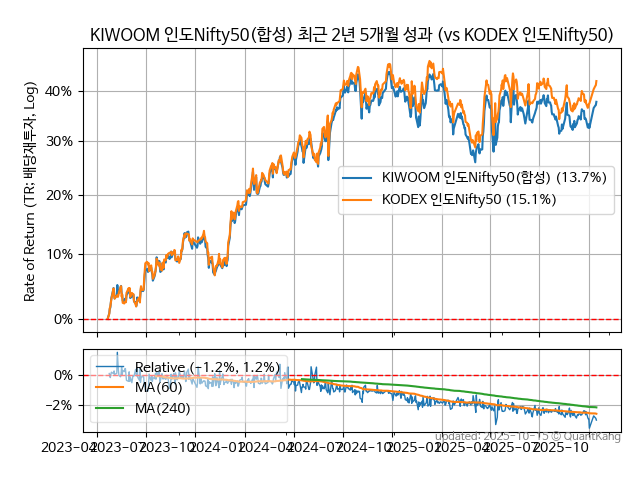 KIWOOM 인도Nifty50(합성) 최근 2년 5개월 성과 (vs KODEX 인도Nifty50)
Rate of Return (TR: 배당재투자, Log)
40%
30%
20%
10%
0%
KIWOOM 인도Nifty50(합성) (13.7%)
KODEX 인도Nifty50 (15.1%)
0%
−2%
Relative (−1.2%, 1.2%)
MA(60)
MA(240)
updated: 2025-10-15 © QuantKang
2023-04 2023-07 2023-10 2024-01 2024-04 2024-07 2024-10 2025-01 2025-04 2025-07 2025-10